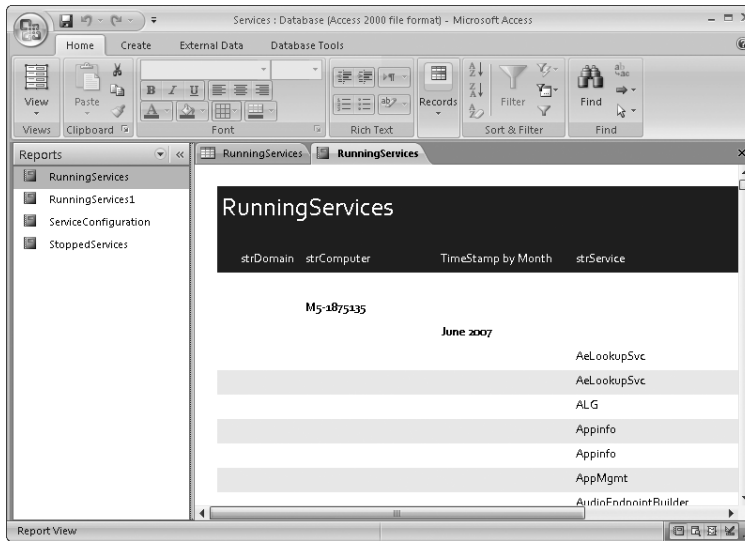 Services : Database (Access 2000 file format) - Microsoft Access
Home Create External Data Database Tools
View Paste B I U A Records Filter Find
Views Clipboard Font Rich Text Sort & Filter Find
Reports RunningServices RunningServices
RunningServices
RunningServices1
ServiceConfiguration
StoppedServices
RunningServices
strDomain strComputer TimeStamp by Month strService
M5-1875135
June 2007
AeLookupSvc
AeLookupSvc
ALG
Appinfo
Appinfo
AppMgmt
AudioEndpointBuilder
Report View